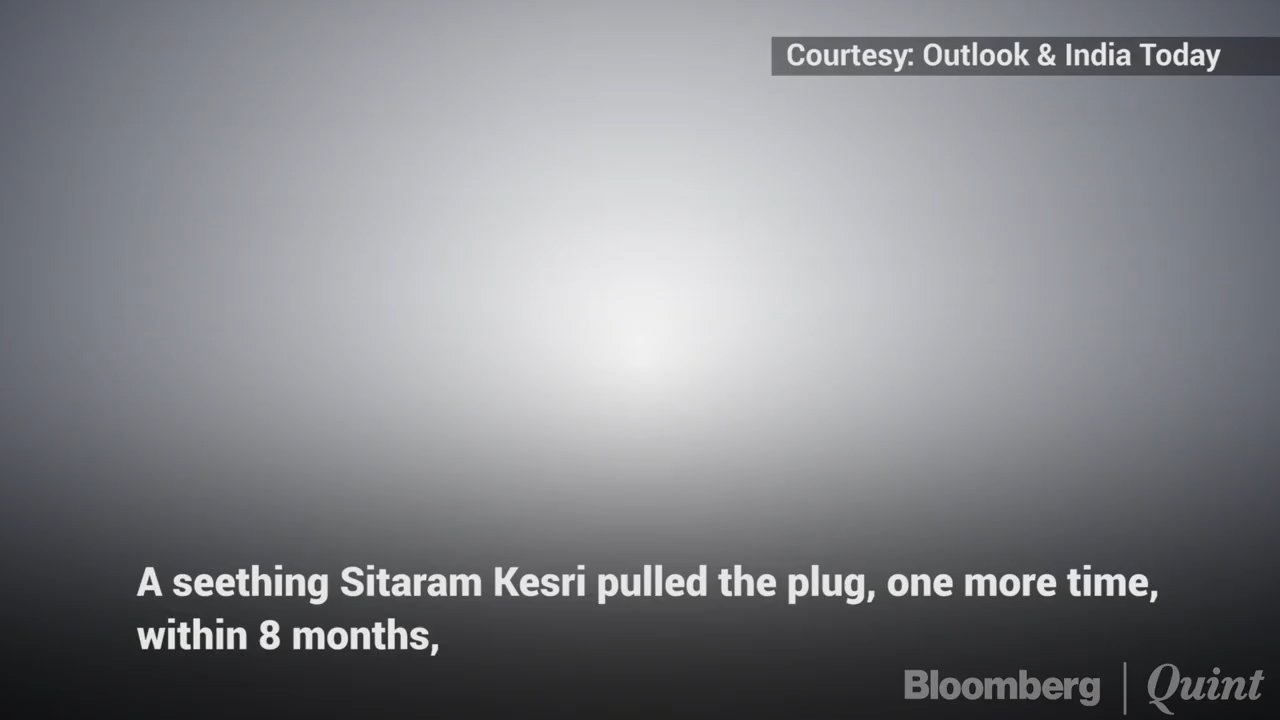 Courtesy: Outlook & India Today
A seething Sitaram Kesri pulled the plug, one more time,
within 8 months,
Bloomberg | Quint